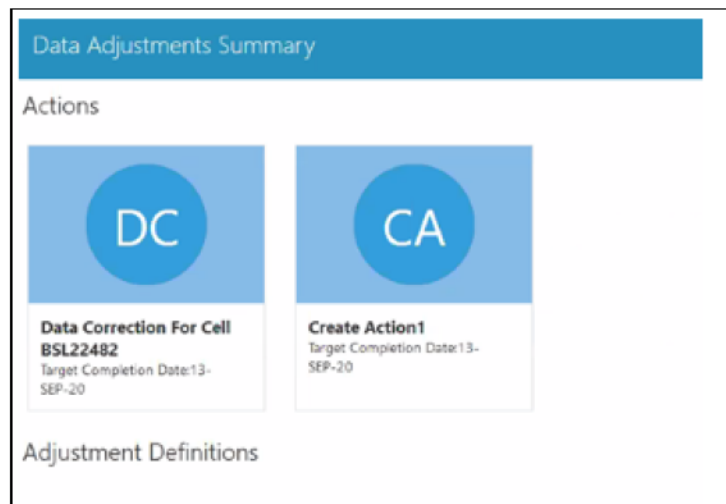 Data Adjustments Summary
Actions
DC
CA
Data Correction For Cell
BSL22482
Target Completion Date:13-
SEP-20
Create Action1
Target Completion Date:13-
SEP-20
Adjustment Definitions